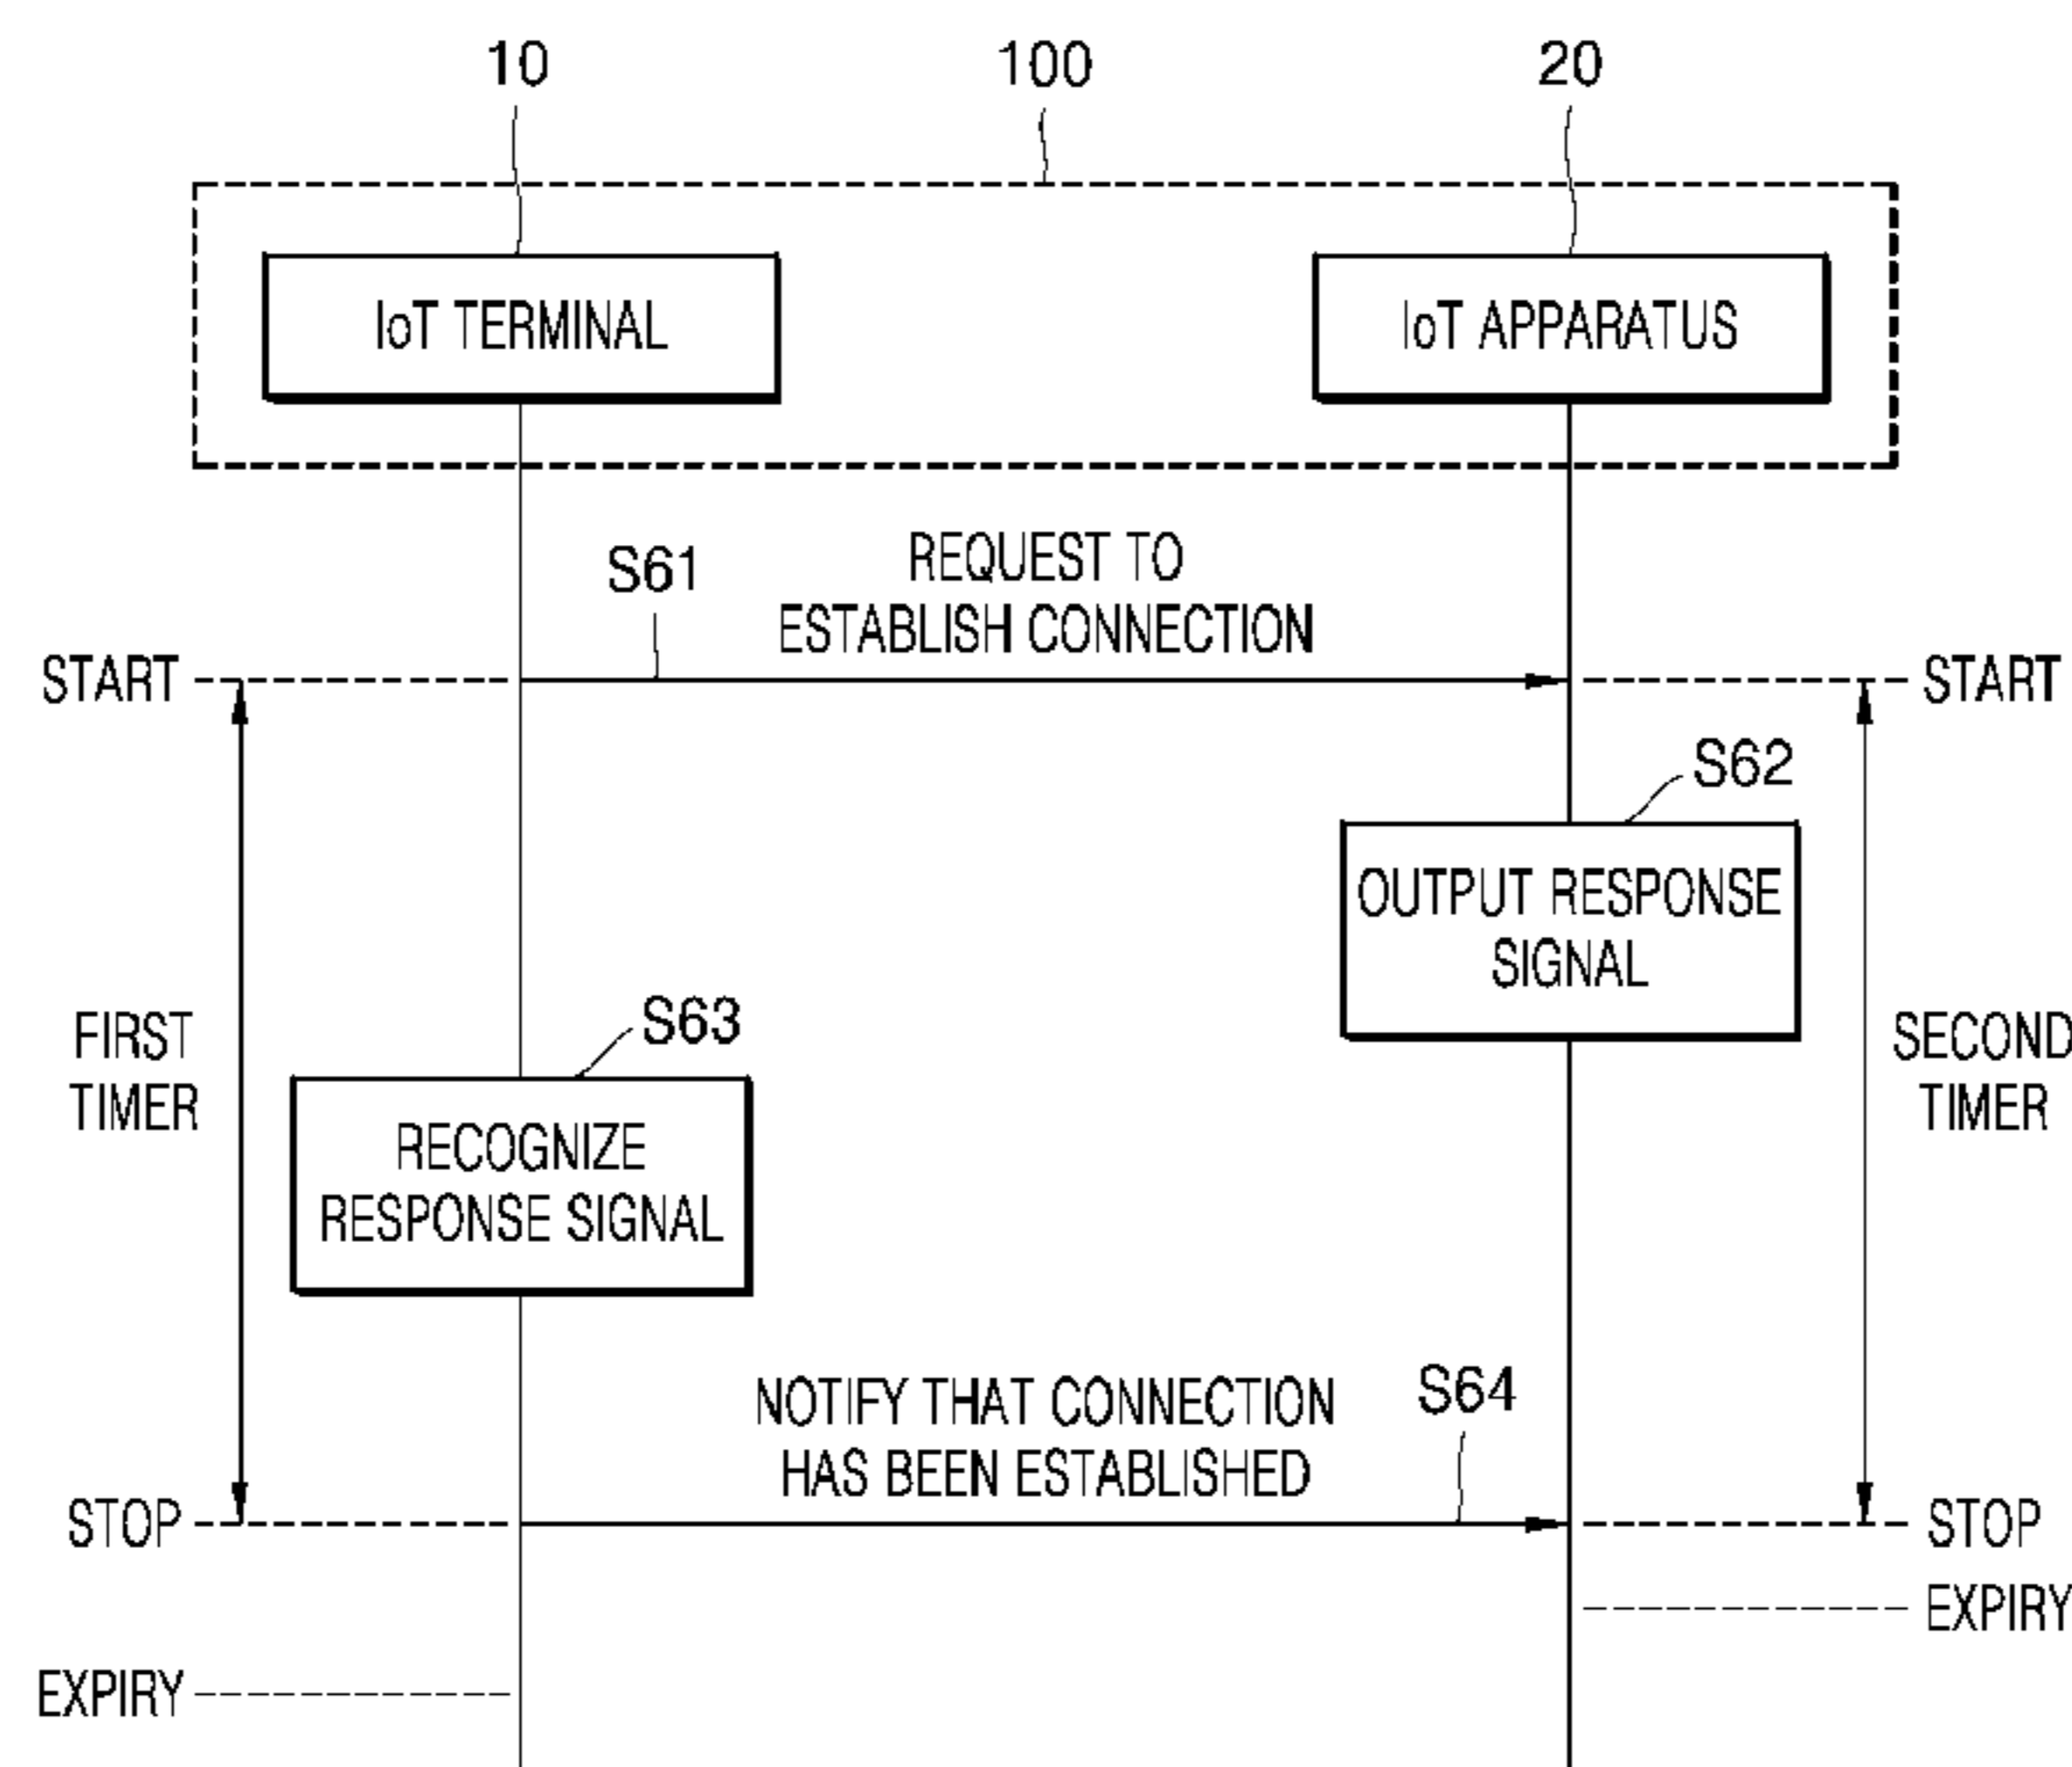 10
100
20
IoT TERMINAL
IoT APPARATUS
S61
REQUEST TO
ESTABLISH CONNECTION
START
START
S62
OUTPUT RESPONSE
SIGNAL
FIRST
TIMER
S63
SECOND
TIMER
RECOGNIZE
RESPONSE SIGNAL
NOTIFY THAT CONNECTION
HAS BEEN ESTABLISHED
S64
STOP
STOP
EXPIRY
EXPIRY